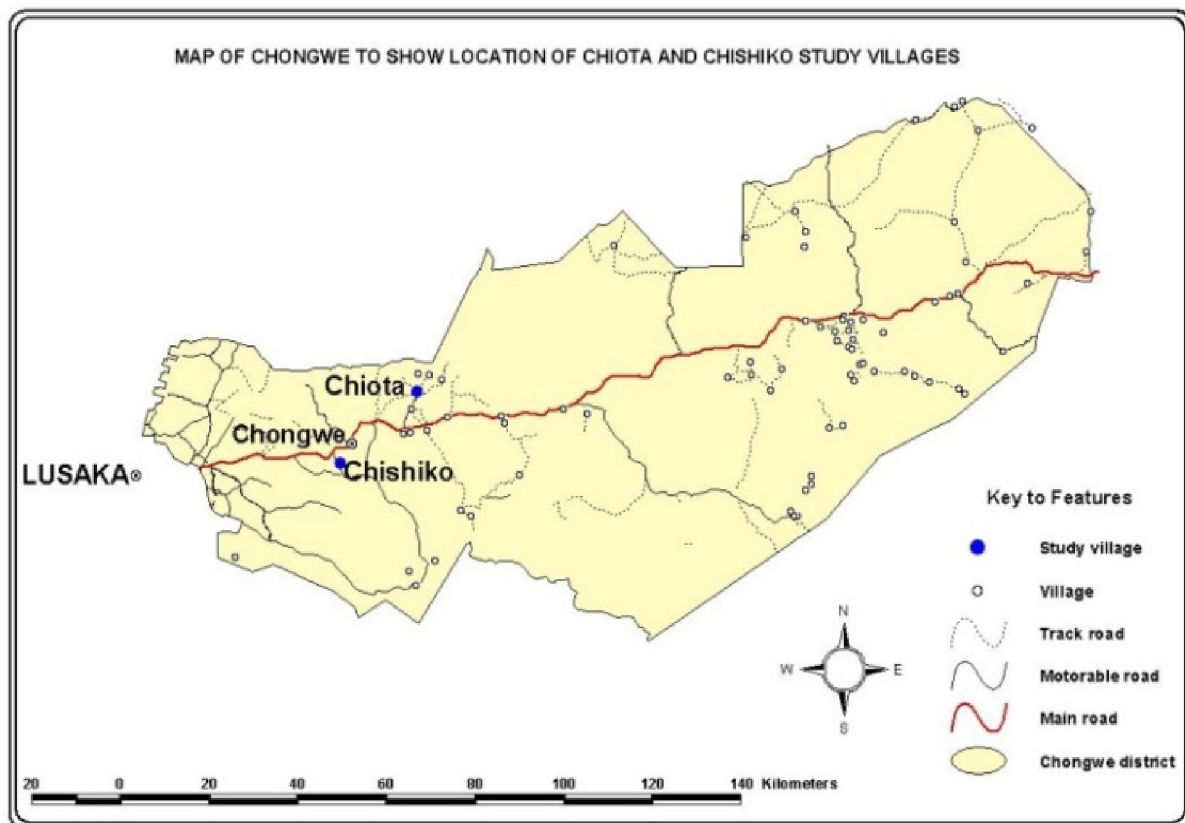 MAP OF CHONGWE TO SHOW LOCATION OF CHIOTA AND CHISHIKO STUDY VILLAGES
Chiota
Chongwe
Chishiko
LUSAKA
Key to Features
Study village
Village
Track road
Motorable road
Main road
Chongwe district
N
W E
S
20 0 20 40 60 80 100 120 140 Kilometers